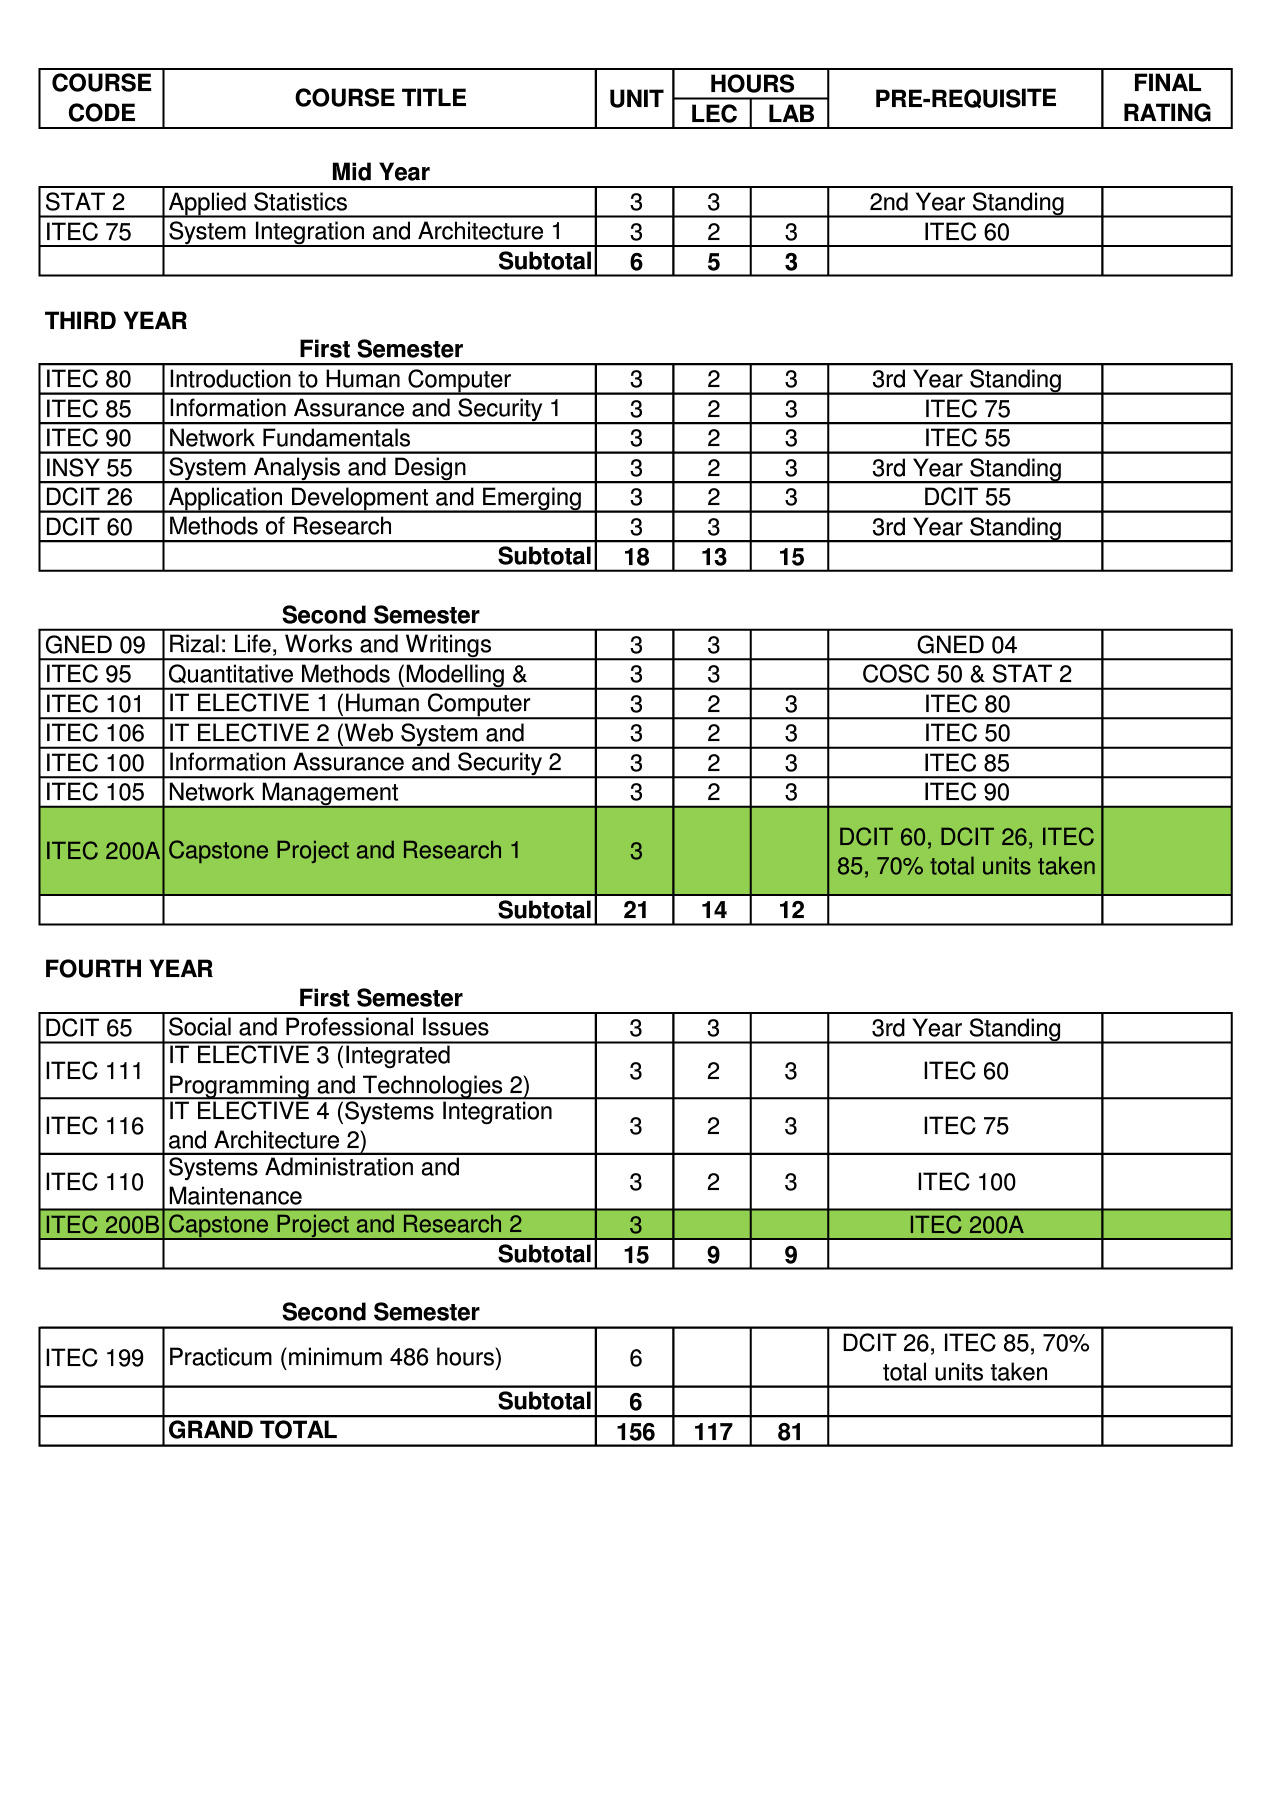 COURSE CODE COURSE TITLE UNIT HOURS LEC LAB PRE-REQUISITE FINAL RATING
Mid Year
STAT 2 Applied Statistics 3 3 2nd Year Standing
ITEC 75 System Integration and Architecture 1 3 2 3 ITEC 60
Subtotal 6 5 3
THIRD YEAR
First Semester
ITEC 80 Introduction to Human Computer 3 2 3 3rd Year Standing
ITEC 85 Information Assurance and Security 1 3 2 3 ITEC 75
ITEC 90 Network Fundamentals 3 2 3 ITEC 55
INSY 55 System Analysis and Design 3 2 3 3rd Year Standing
DCIT 26 Application Development and Emerging 3 2 3 DCIT 55
DCIT 60 Methods of Research 3 3 3rd Year Standing
Subtotal 18 13 15
Second Semester
GNED 09 Rizal: Life, Works and Writings 3 3 GNED 04
ITEC 95 Quantitative Methods (Modelling & 3 3 COSC 50 & STAT 2
ITEC 101 IT ELECTIVE 1 (Human Computer 3 2 3 ITEC 80
ITEC 106 IT ELECTIVE 2 (Web System and 3 2 3 ITEC 50
ITEC 100 Information Assurance and Security 2 3 2 3 ITEC 85
ITEC 105 Network Management 3 2 3 ITEC 90
ITEC 200A Capstone Project and Research 1 3 DCIT 60, DCIT 26, ITEC
85, 70% total units taken
Subtotal 21 14 12
FOURTH YEAR
First Semester
DCIT 65 Social and Professional Issues 3 3 3rd Year Standing
ITEC 111 IT ELECTIVE 3 (Integrated
Programming and Technologies 2) 3 2 3 ITEC 60
ITEC 116 IT ELECTIVE 4 (Systems Integration
and Architecture 2) 3 2 3 ITEC 75
ITEC 110 Systems Administration and
Maintenance 3 2 3 ITEC 100
ITEC 200B Capstone Project and Research 2 3 ITEC 200A
Subtotal 15 9 9
Second Semester
ITEC 199 Practicum (minimum 486 hours) 6 DCIT 26, ITEC 85, 70%
total units taken
Subtotal 6
GRAND TOTAL 156 117 81